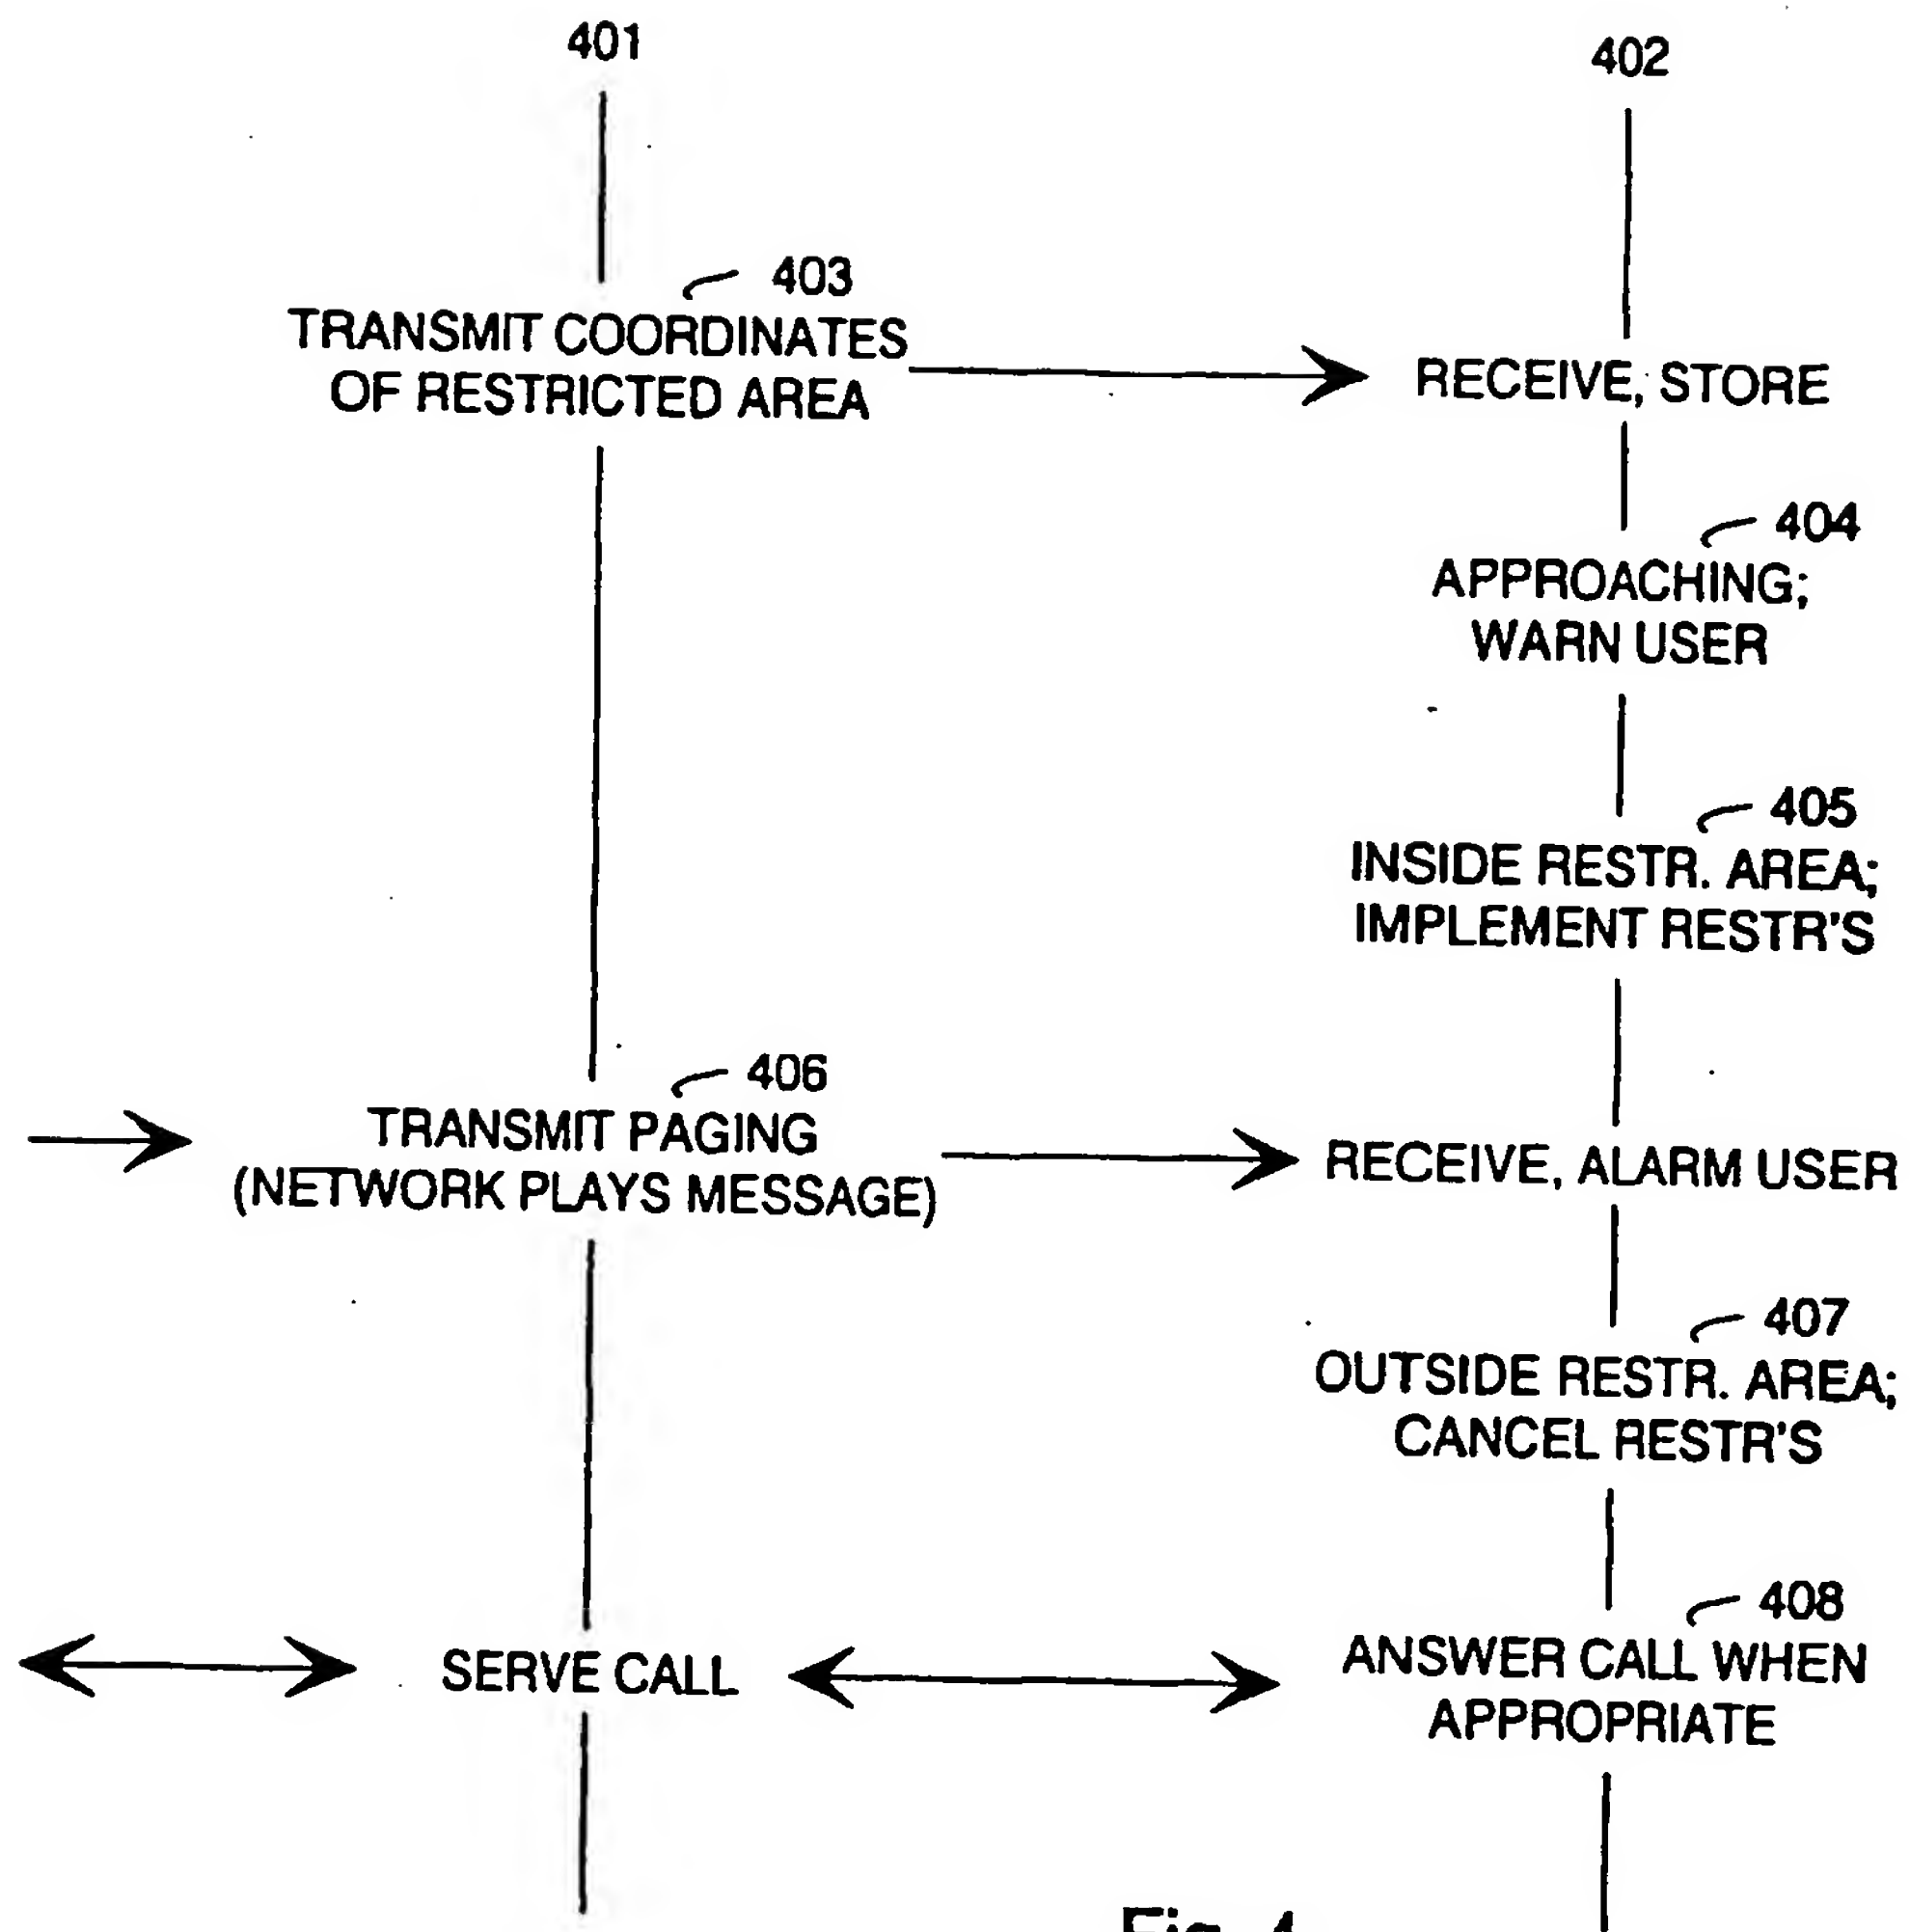 401
402
403
TRANSMIT COORDINATES
OF RESTRICTED AREA
RECEIVE, STORE
404
APPROACHING;
WARN USER
405
INSIDE RESTR. AREA;
IMPLEMENT RESTR'S
406
TRANSMIT PAGING
(NETWORK PLAYS MESSAGE)
RECEIVE, ALARM USER
407
OUTSIDE RESTR. AREA;
CANCEL RESTR'S
408
SERVE CALL
ANSWER CALL WHEN
APPROPRIATE
Fig. 4